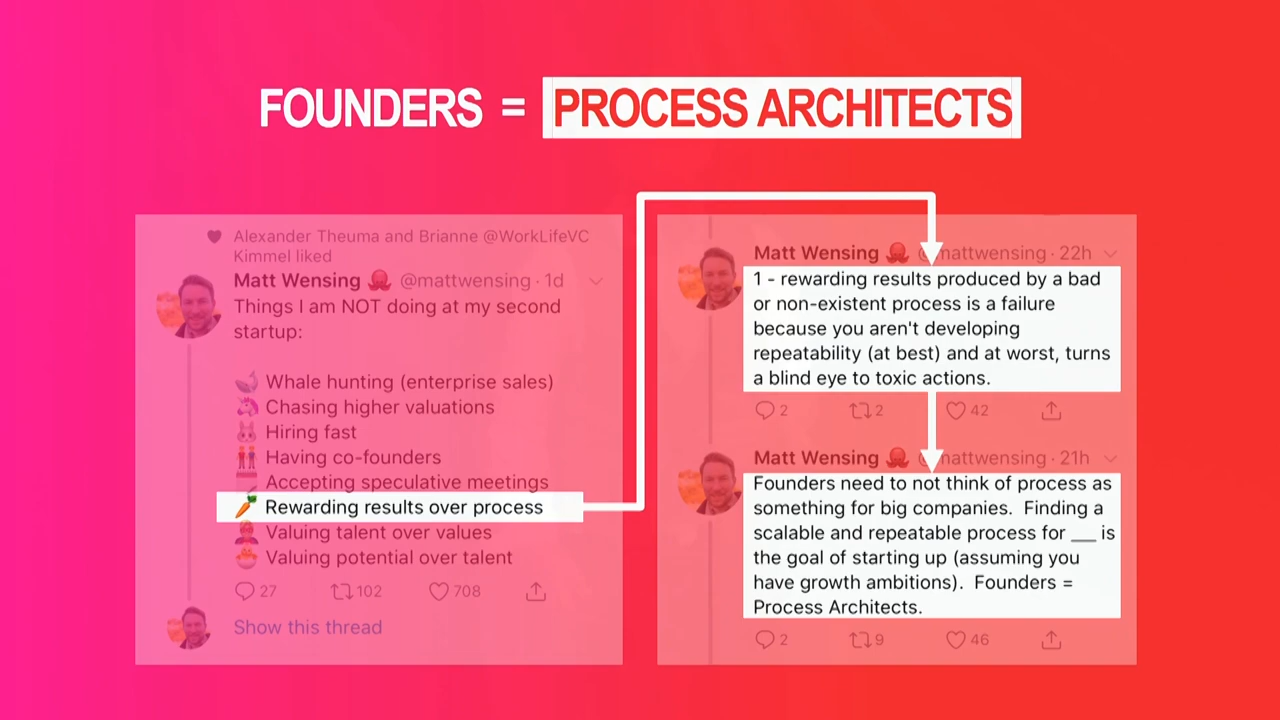 FOUNDERS = PROCESS ARCHITECTS
Alexander Theuma and Brianne @WorkLifeVC
Kimmel liked
Matt Wensing 🐙 @mattwensing · 1d
Things I am NOT doing at my second
startup:
🐋 Whale hunting (enterprise sales)
🦄 Chasing higher valuations
🐰 Hiring fast
👬 Having co-founders
Accepting speculative meetings
🥕 Rewarding results over process
Valuing talent over values
🐣 Valuing potential over talent
27 102 708
Show this thread
Matt Wensing 🐙 @mattwensing · 22h
1 - rewarding results produced by a bad
or non-existent process is a failure
because you aren't developing
repeatability (at best) and at worst, turns
a blind eye to toxic actions.
2 2 42
Matt Wensing 🐙 @mattwensing · 21h
Founders need to not think of process as
something for big companies.  Finding a
scalable and repeatable process for ___ is
the goal of starting up (assuming you
have growth ambitions).  Founders =
Process Architects.
2 9 46